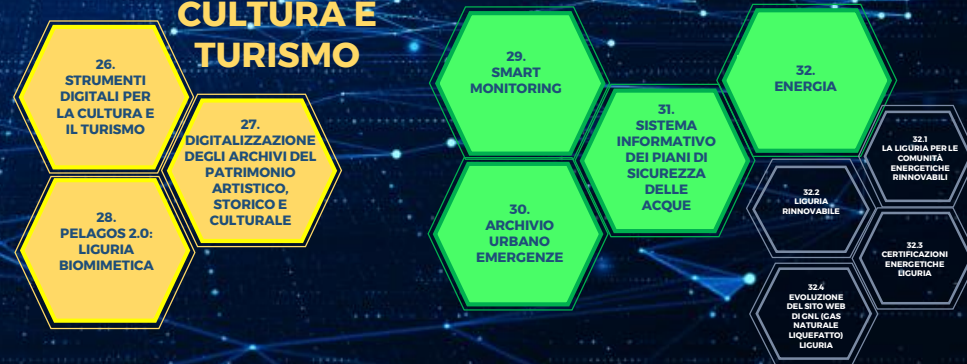 CULTURA E
TURISMO
26.
STRUMENTI
DIGITALI PER
LA CULTURA E
IL TURISMO
27.
DIGITALIZZAZIONE
DEGLI ARCHIVI DEL
PATRIMONIO
ARTISTICO,
STORICO E
CULTURALE
28.
PELAGOS 2.0:
LIGURIA
BIOMIMETICA
29.
SMART
MONITORING
30.
ARCHIVIO
URBANO
EMERGENZE
31.
SISTEMA
INFORMATIVO
DEI PIANI DI
SICUREZZA
DELLE
ACQUE
32.
ENERGIA
32.1
LA LIGURIA PER LE
COMUNITÀ
ENERGETICHE
RINNOVABILI
32.2
LIGURIA
RINNOVABILE
32.3
CERTIFICAZIONI
ENERGETICHE
LIGURIA
32.4
EVOLUZIONE
DEL SITO WEB
DI GNL (GAS
NATURALE
LIQUEFATTO)
LIGURIA